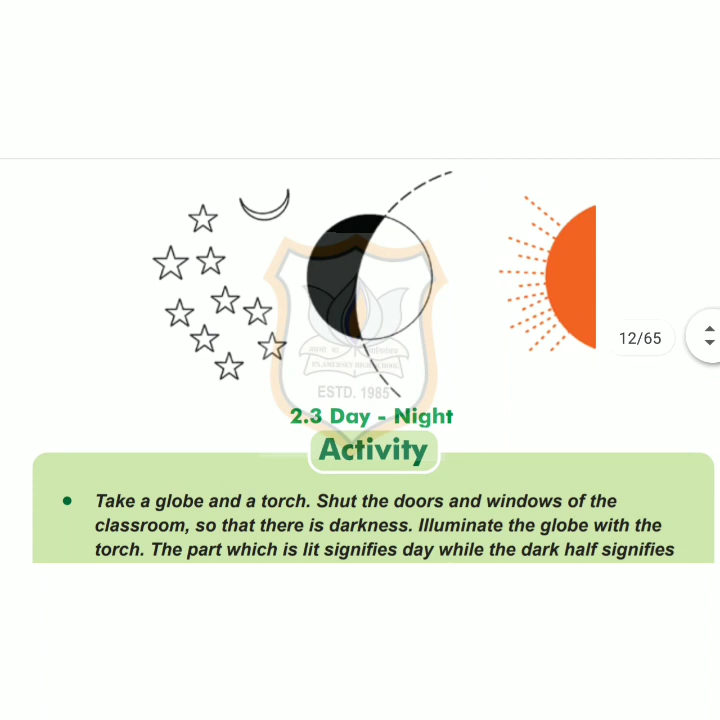 12/65
ESTD. 1985
2.3 Day - Night
Activity
• Take a globe and a torch. Shut the doors and windows of the
classroom, so that there is darkness. Illuminate the globe with the
torch. The part which is lit signifies day while the dark half signifies